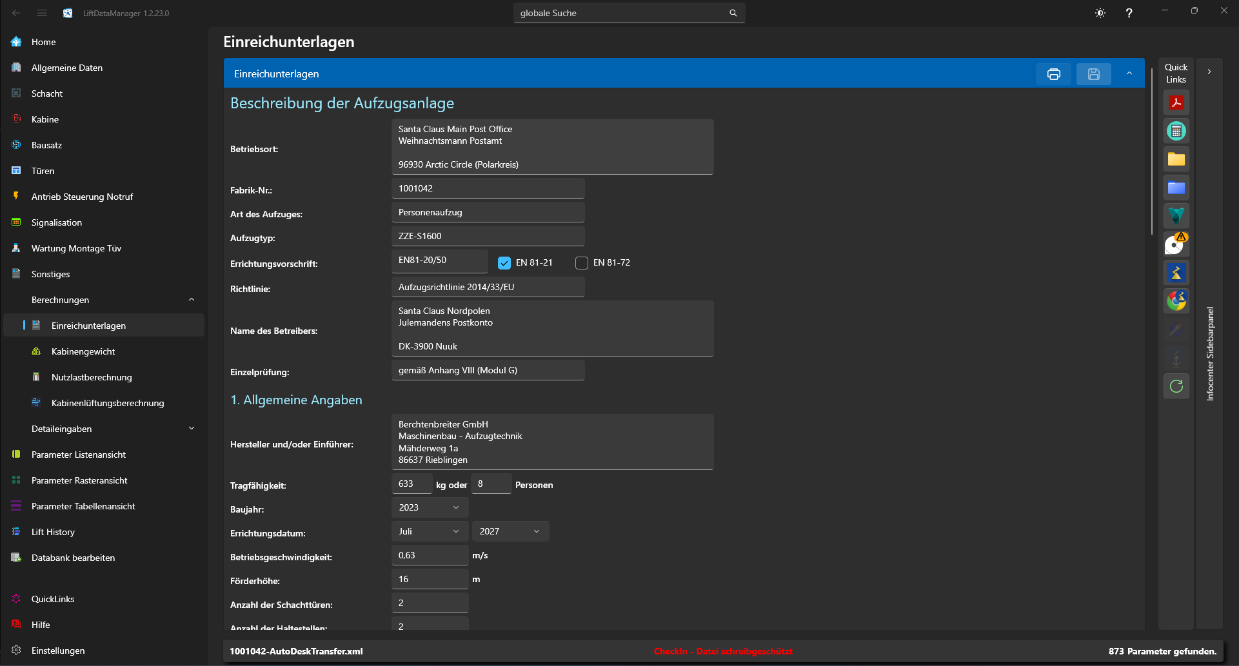 LiftDataManager 1.2.23.0
globale Suche
?
Home
Allgemeine Daten
Schacht
Kabine
Bausatz
Türen
Antrieb Steuerung Notruf
Signalisation
Wartung Montage Tüv
Sonstiges
Berechnungen
Einreichunterlagen
Kabinengewicht
Nutzlastberechnung
Kabinenlüftungsberechnung
Detaileingaben
Parameter Listenansicht
Parameter Rasteransicht
Parameter Tabellenansicht
Lift History
Databank bearbeiten
QuickLinks
Hilfe
Einstellungen
Einreichunterlagen
Einreichunterlagen
Beschreibung der Aufzugsanlage
Betriebsort:
Santa Claus Main Post Office
Weihnachtsmann Postamt
96930 Arctic Circle (Polarkreis)
Fabrik-Nr.: 1001042
Art des Aufzuges: Personenaufzug
Aufzugtyp: ZZE-S1600
Errichtungsvorschrift: EN81-20/50 EN 81-21 EN 81-72
Richtlinie: Aufzugsrichtlinie 2014/33/EU
Name des Betreibers:
Santa Claus Nordpolen
Julemandens Postkonto
DK-3900 Nuuk
Einzelprüfung: gemäß Anhang VIII (Modul G)
1. Allgemeine Angaben
Hersteller und/oder Einführer:
Berchtenbreiter GmbH
Maschinenbau - Aufzugtechnik
Mähderweg 1a
86637 Rieblingen
Tragfähigkeit: 633 kg oder 8 Personen
Baujahr: 2023
Errichtungsdatum: Juli 2027
Betriebsgeschwindigkeit: 0,63 m/s
Förderhöhe: 16 m
Anzahl der Schachttüren: 2
Anzahl der Haltestellen: 2
Quick
Links
Infocenter Sidebarpanel
1001042-AutoDeskTransfer.xml
CheckIn - Datei schreibgeschützt
873 Parameter gefunden.